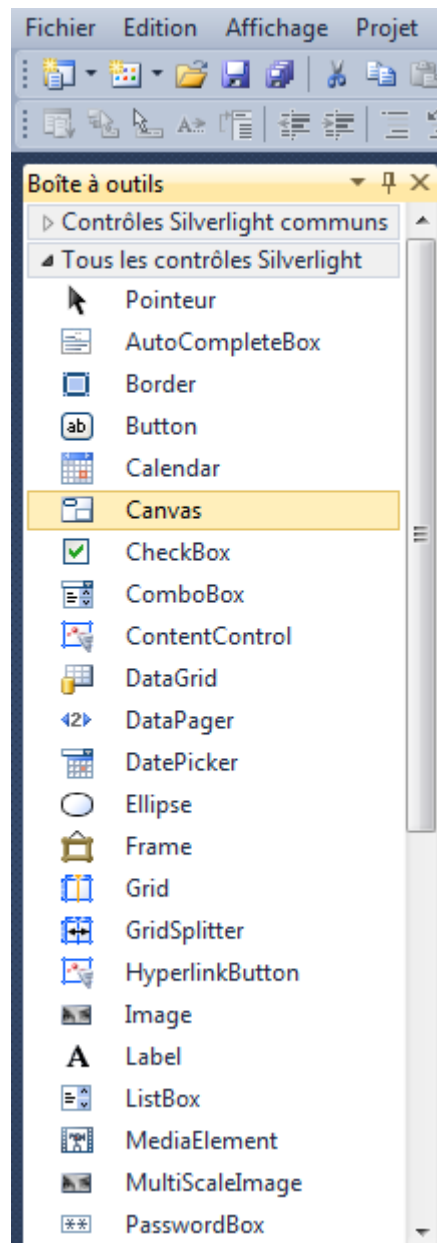 Fichier Edition Affichage Projet
Boîte à outils
Contrôles Silverlight communs
Tous les contrôles Silverlight
Pointeur
AutoCompleteBox
Border
Button
Calendar
Canvas
CheckBox
ComboBox
ContentControl
DataGrid
DataPager
DatePicker
Ellipse
Frame
Grid
GridSplitter
HyperlinkButton
Image
Label
ListBox
MediaElement
MultiScaleImage
PasswordBox